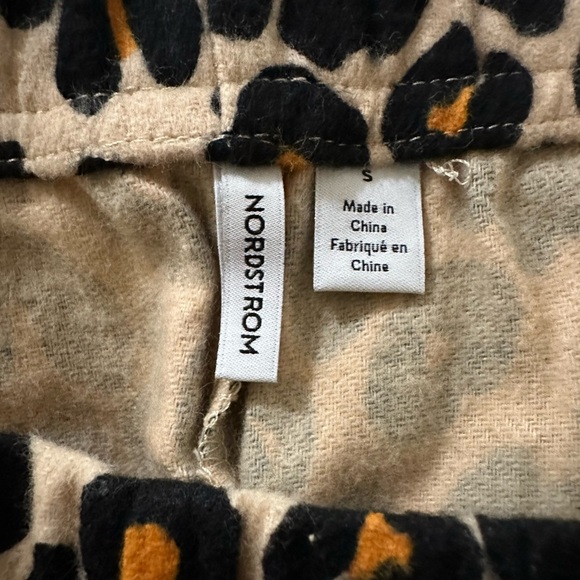 NORDSTROM
S
Made in
China
Fabriqué en
Chine